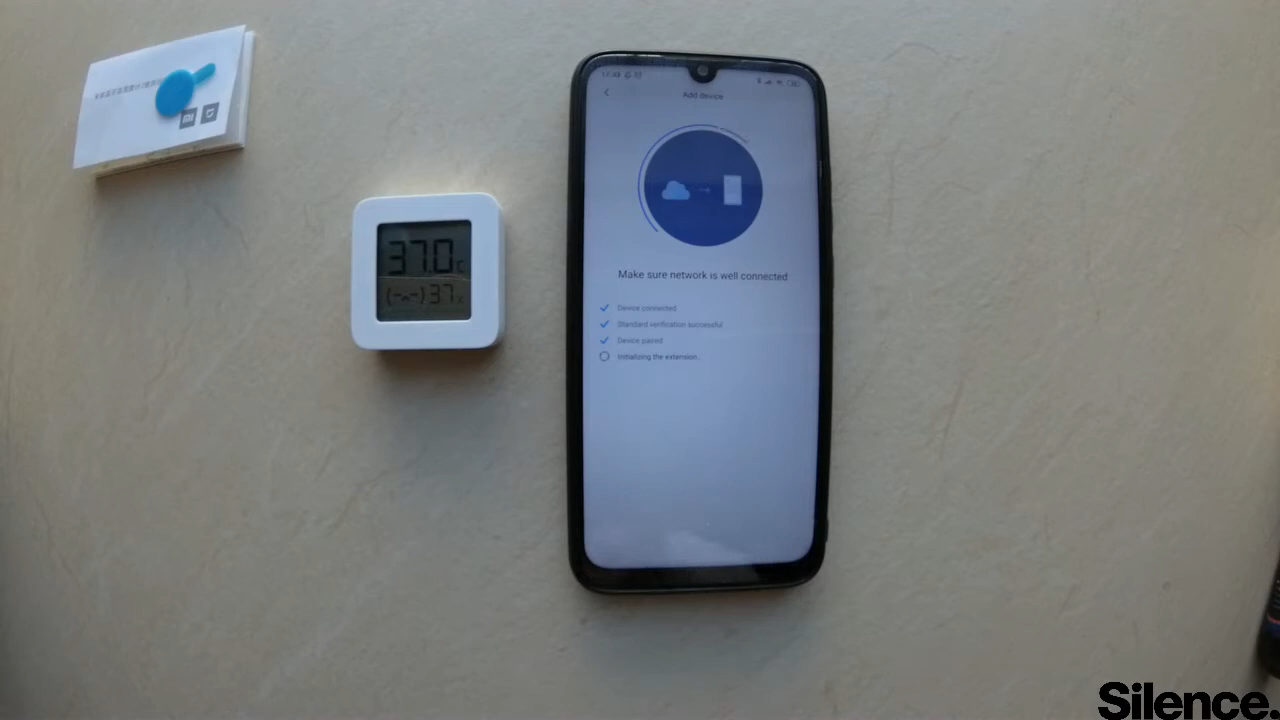 Add device
Make sure network is well connected
Device connected
Standard verification successful
Device paired
Initializing the extension.
37.0
(--) 37 %
Silence.